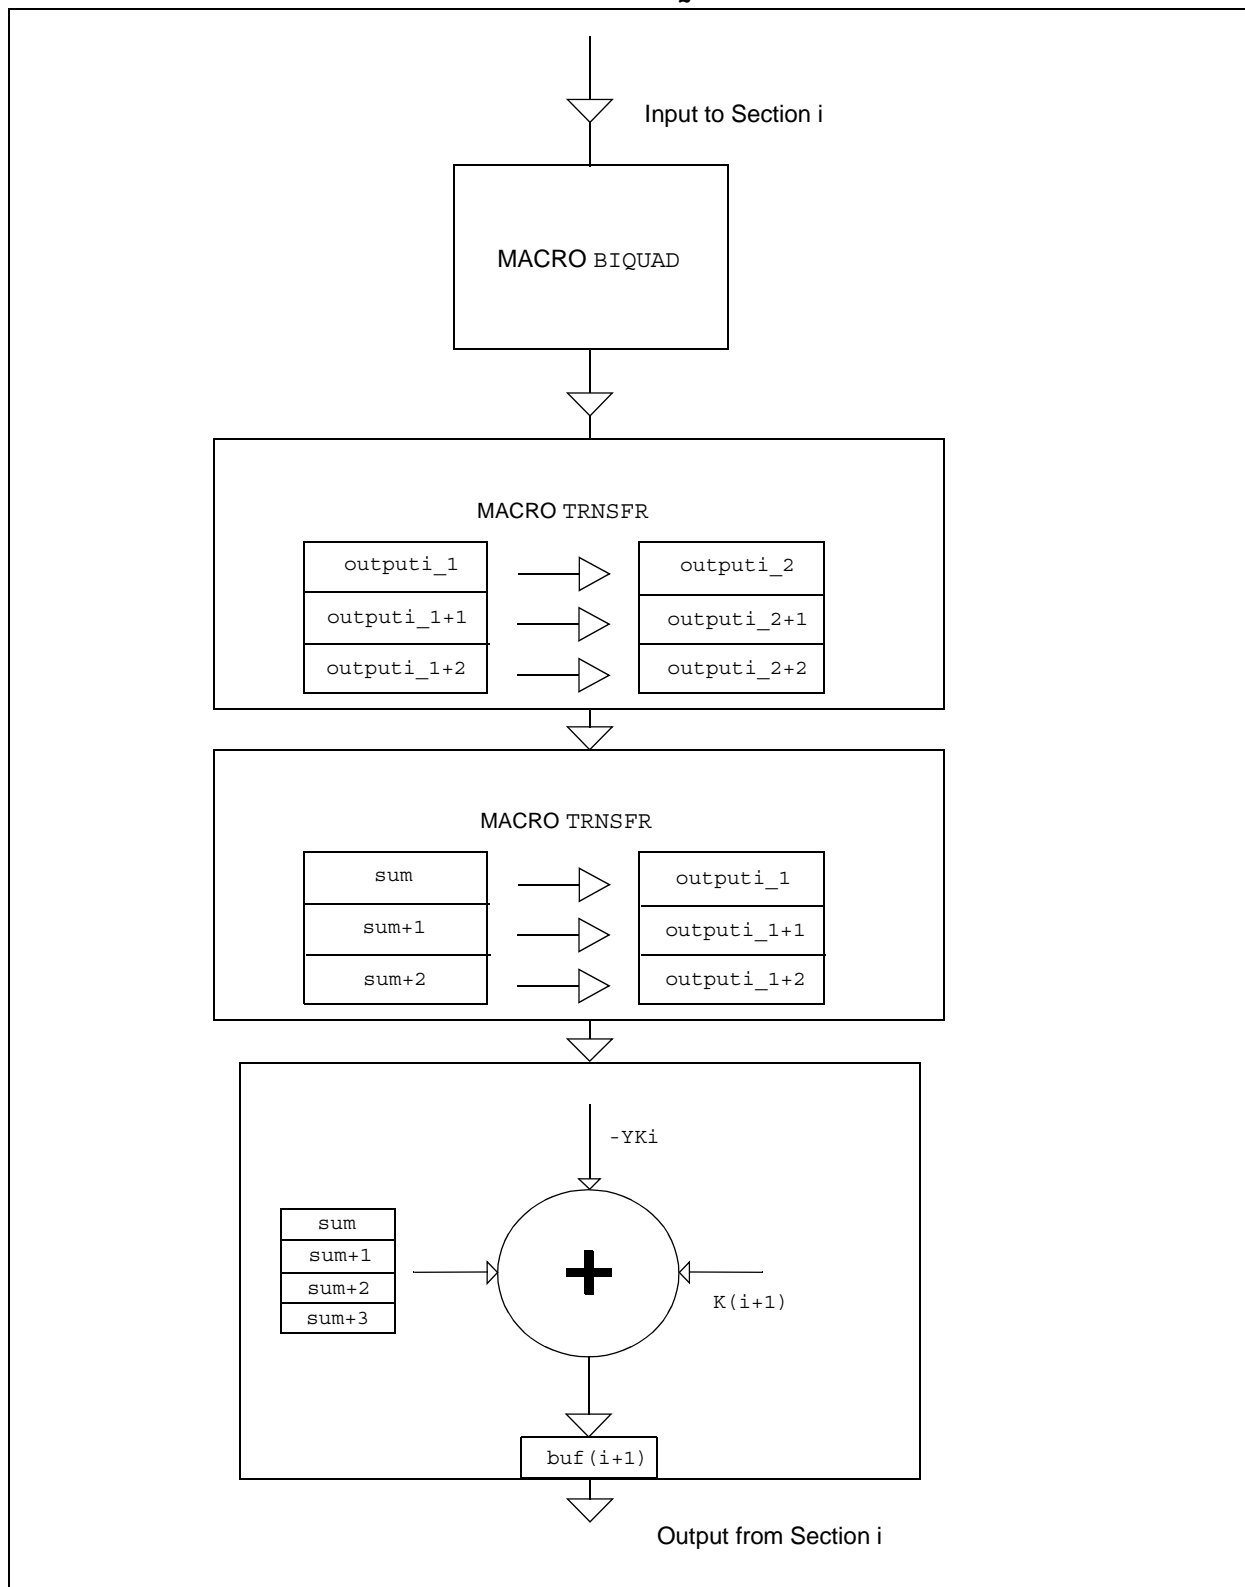 Input to Section i
MACRO BIQUAD
MACRO TRNSFR
outputi_1
outputi_2
outputi_1+1
outputi_2+1
outputi_1+2
outputi_2+2
MACRO TRNSFR
sum
outputi_1
sum+1
outputi_1+1
sum+2
outputi_1+2
-YKi
sum
sum+1
sum+2
sum+3
+
K(i+1)
buf(i+1)
Output from Section i